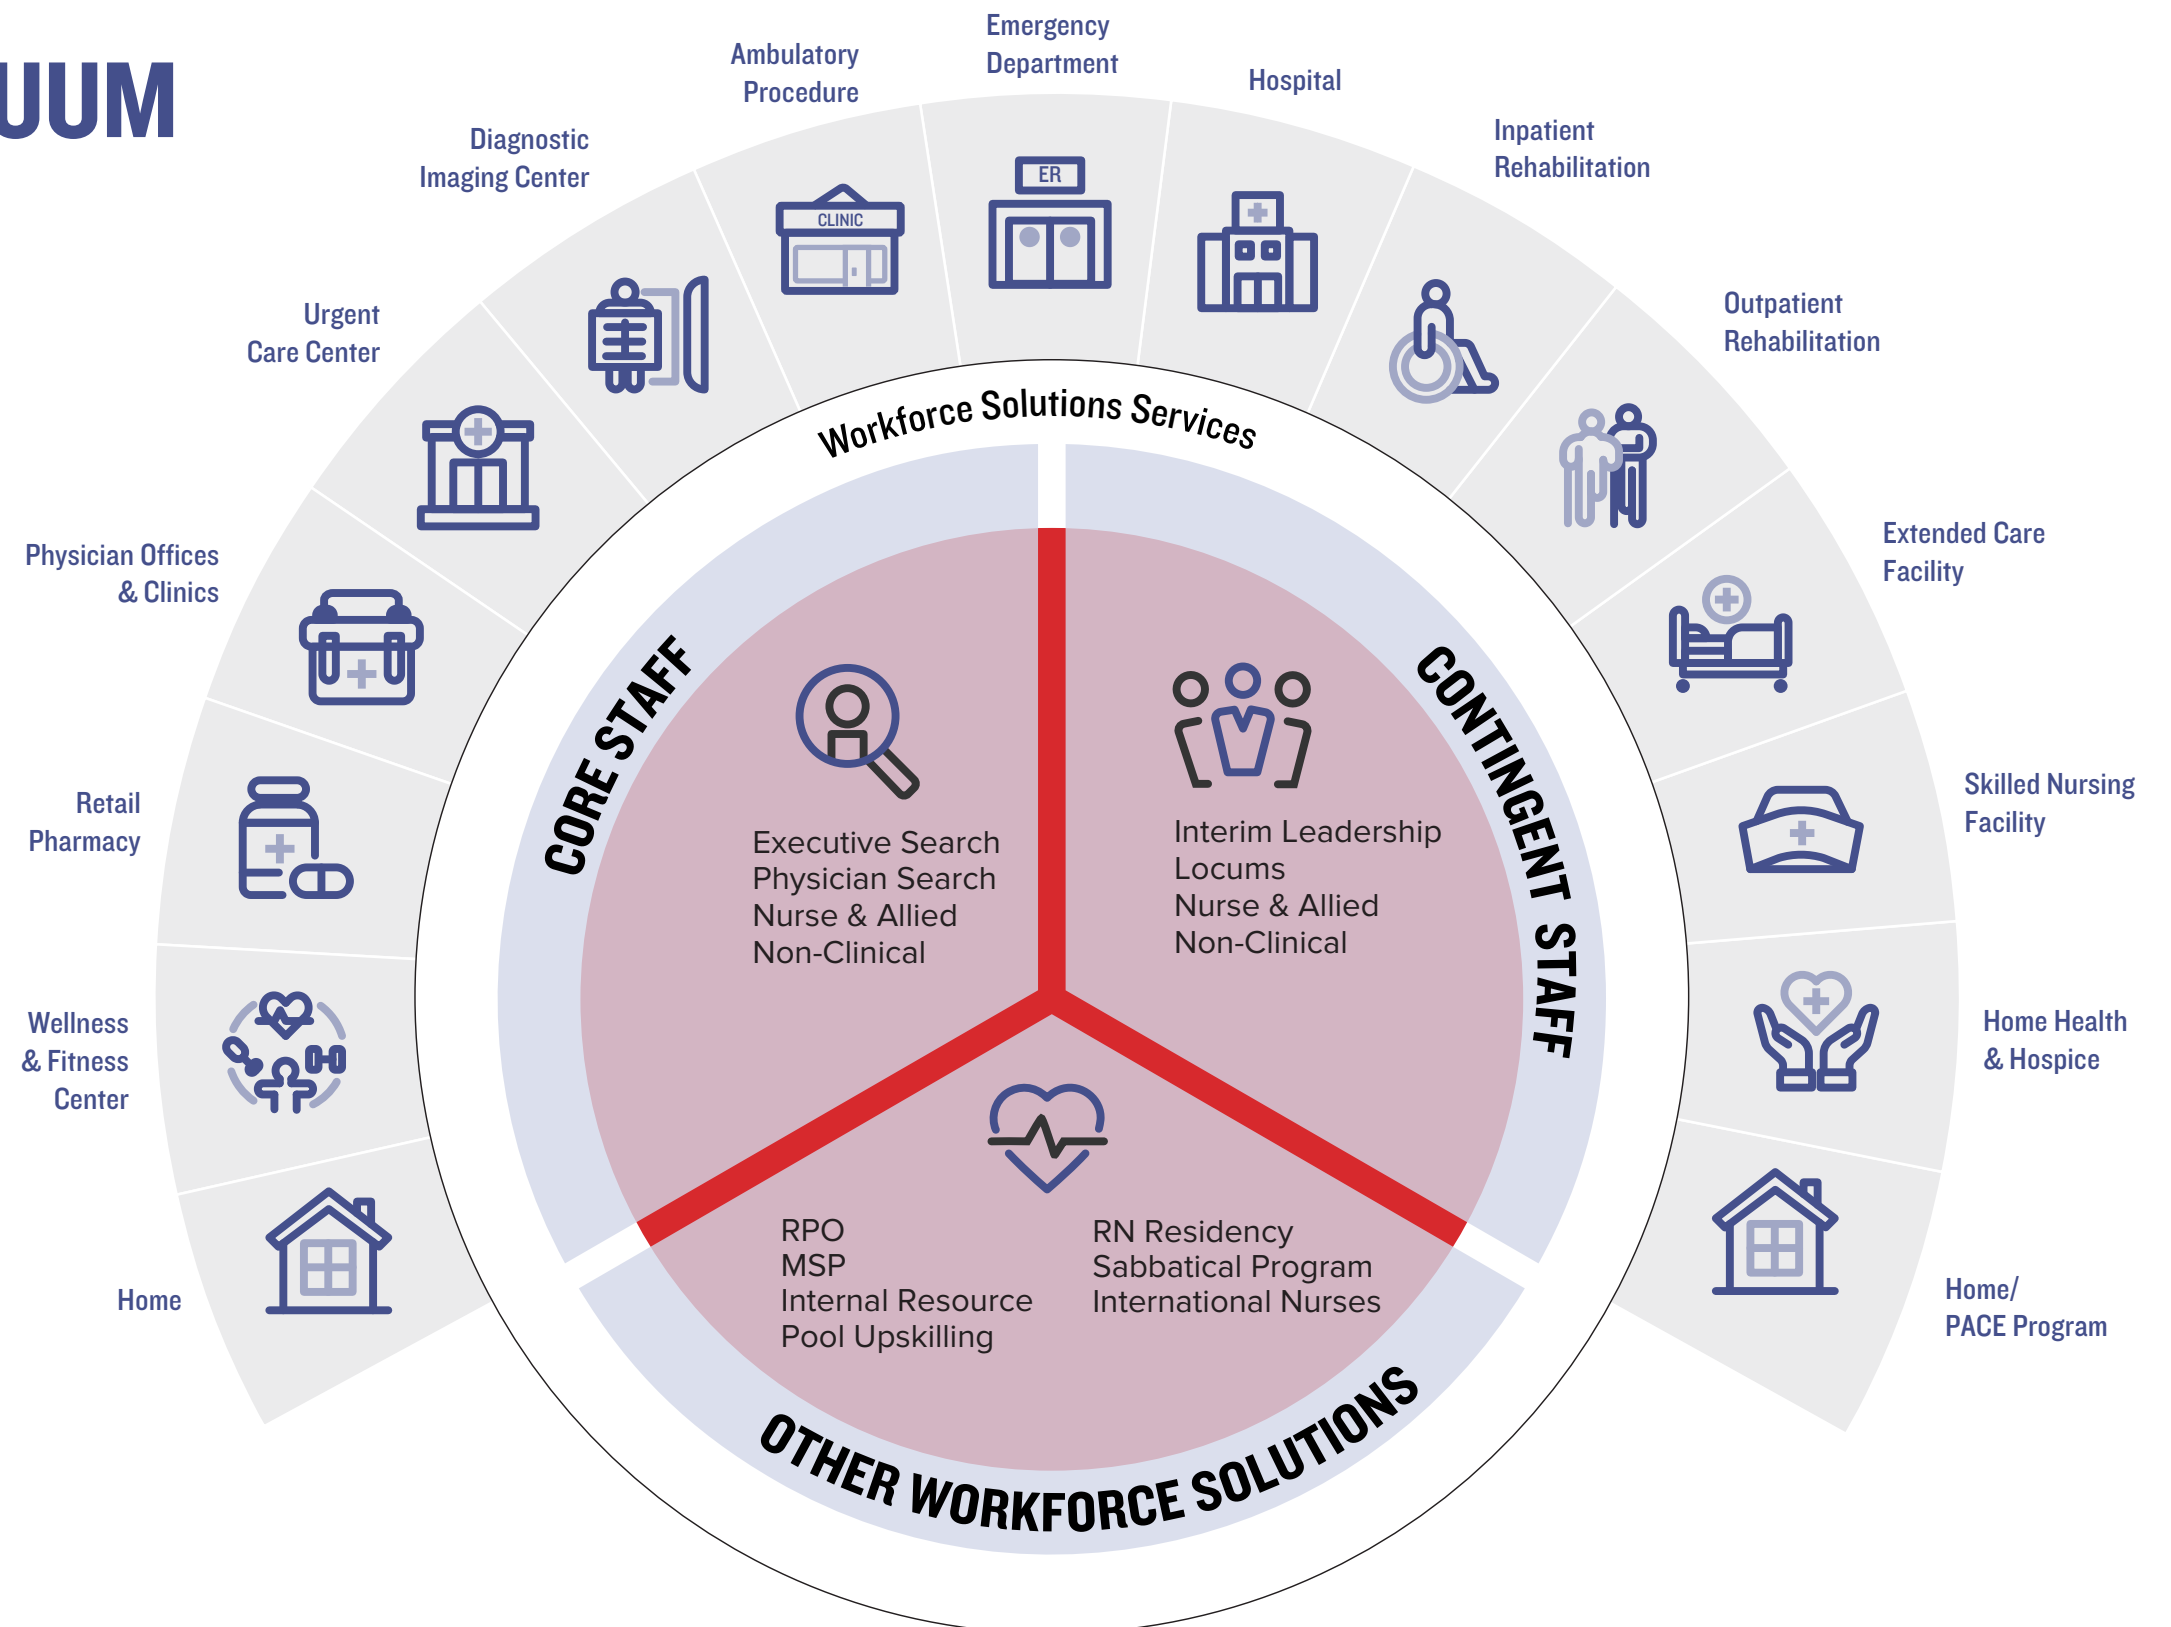 UUM
Home
Wellness
& Fitness
Center
Retail
Pharmacy
Physician Offices
& Clinics
Urgent
Care Center
Diagnostic
Imaging Center
Ambulatory
Procedure
CLINIC
Emergency
Department
ER
Hospital
Inpatient
Rehabilitation
Outpatient
Rehabilitation
Extended Care
Facility
Skilled Nursing
Facility
Home Health
& Hospice
Home/
PACE Program
Workforce Solutions Services
CORE STAFF
Executive Search
Physician Search
Nurse & Allied
Non-Clinical
CONTINGENT STAFF
Interim Leadership
Locums
Nurse & Allied
Non-Clinical
RPO
MSP
Internal Resource
Pool Upskilling
RN Residency
Sabbatical Program
International Nurses
OTHER WORKFORCE SOLUTIONS